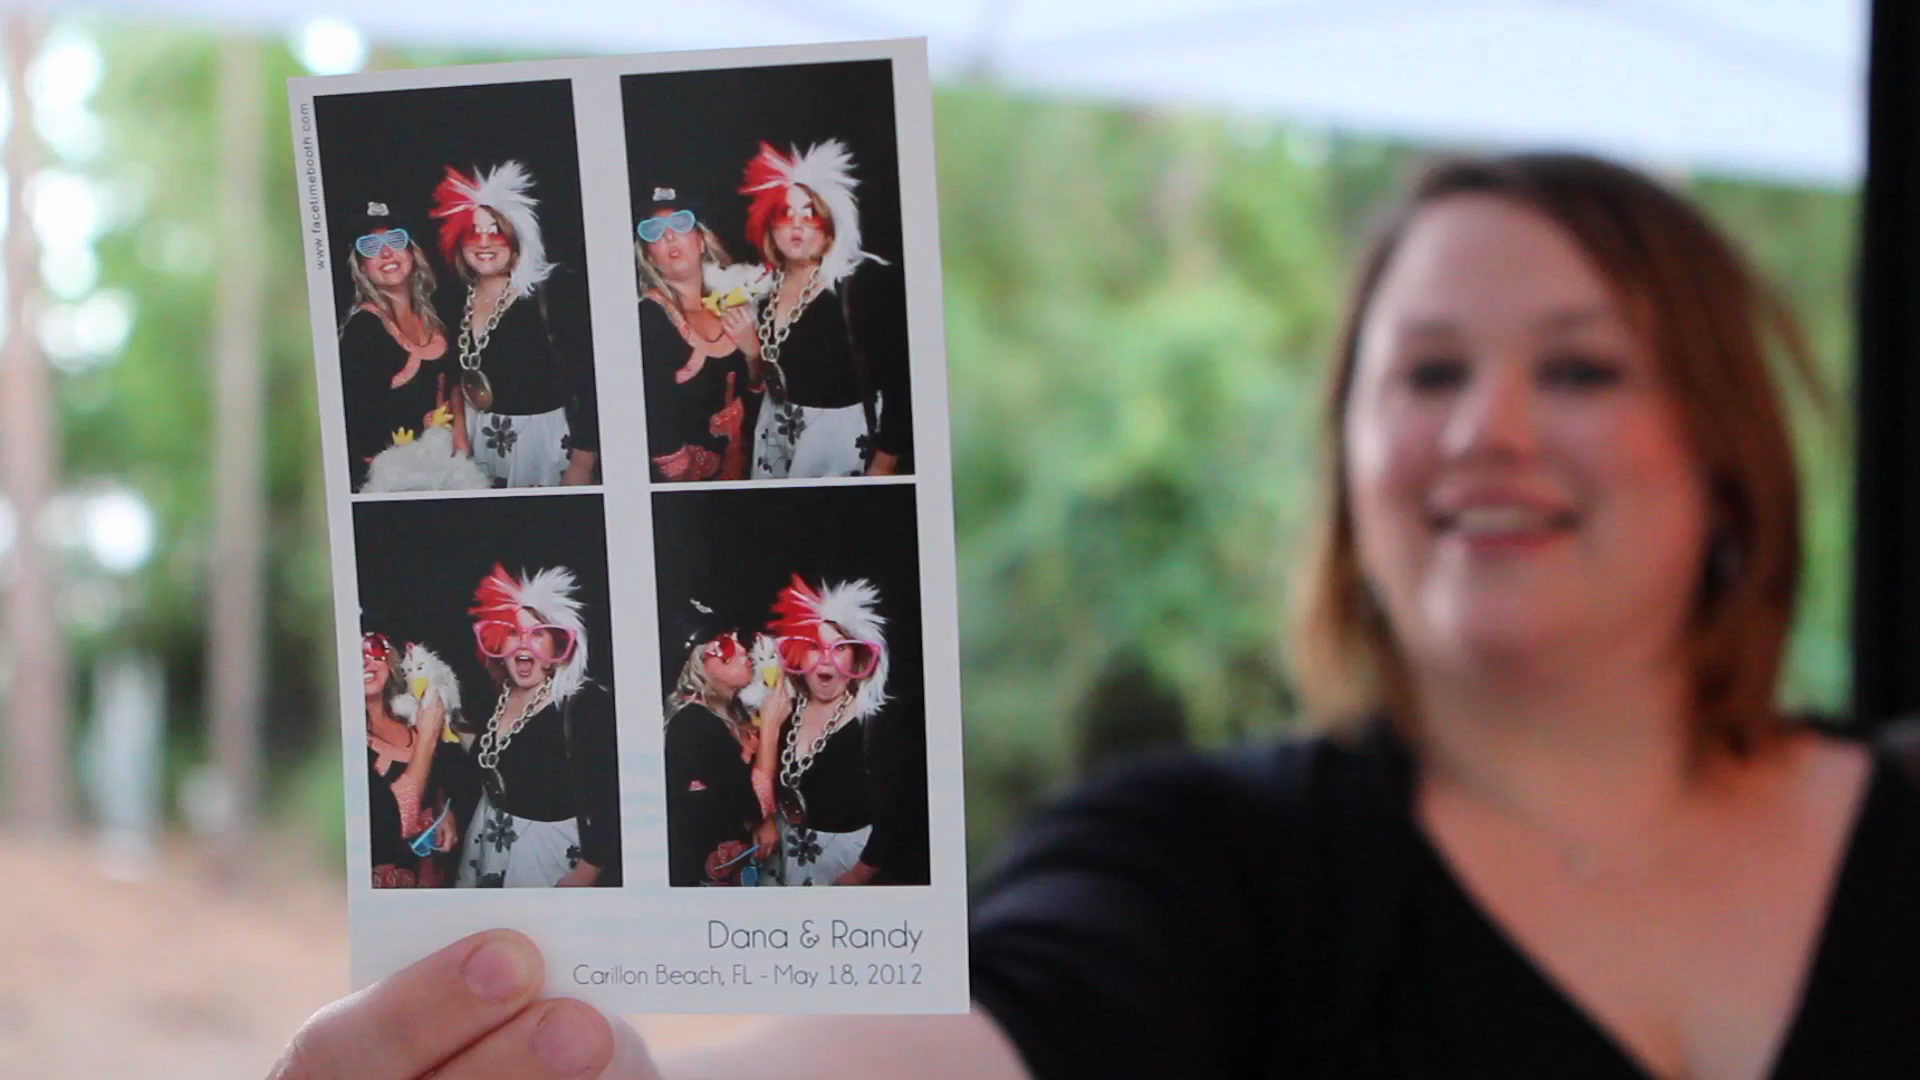 www.facetimebooth.com
Dana & Randy
Carillon Beach, FL - May 18, 2012